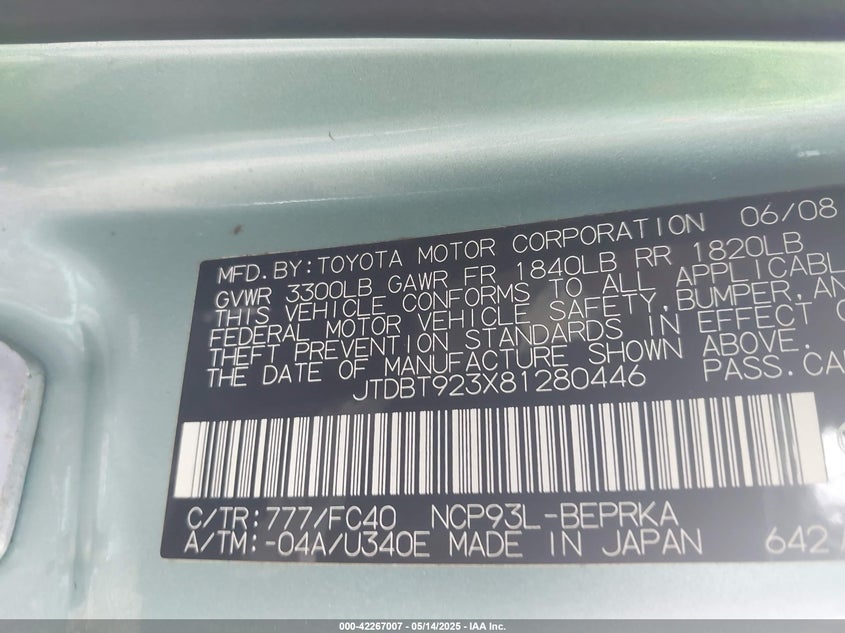 MFD. BY: TOYOTA MOTOR CORPORATION 06/08
GVWR 3300LB GAWR FR 1840LB RR 1820LB
THIS VEHICLE CONFORMS TO ALL APPLICABL
FEDERAL MOTOR VEHICLE SAFETY, BUMPER, AN
THEFT PREVENTION STANDARDS IN EFFECT O
THE DATE OF MANUFACTURE SHOWN ABOVE.
JTDBT923X81280446 PASS. CA
C/TR: 777/FC40 NCP93L-BEPRKA
A/TM: -04A/U340E MADE IN JAPAN 642
000-42267007 - 05/14/2025 - IAA Inc.